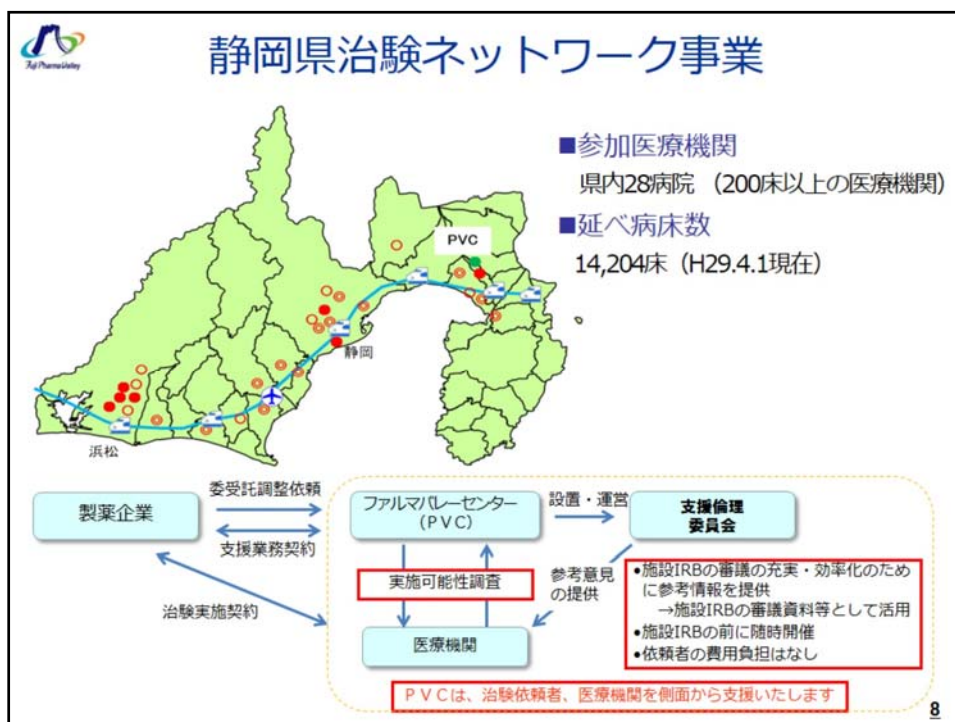 Fuji Pharma Valley
静岡県治験ネットワーク事業
■参加医療機関
県内28病院 （200床以上の医療機関）
■延べ病床数
14,204床（H29.4.1現在）
PVC
静岡
浜松
製薬企業
委受託調整依頼
支援業務契約
治験実施契約
ファルマバレーセンター
（ＰＶＣ）
設置・運営
支援倫理
委員会
実施可能性調査
参考意見
の提供
医療機関
●施設IRBの審議の充実・効率化のため
に参考情報を提供
→施設IRBの審議資料等として活用
●施設IRBの前に随時開催
●依頼者の費用負担はなし
ＰＶＣは、治験依頼者、医療機関を側面から支援いたします
8